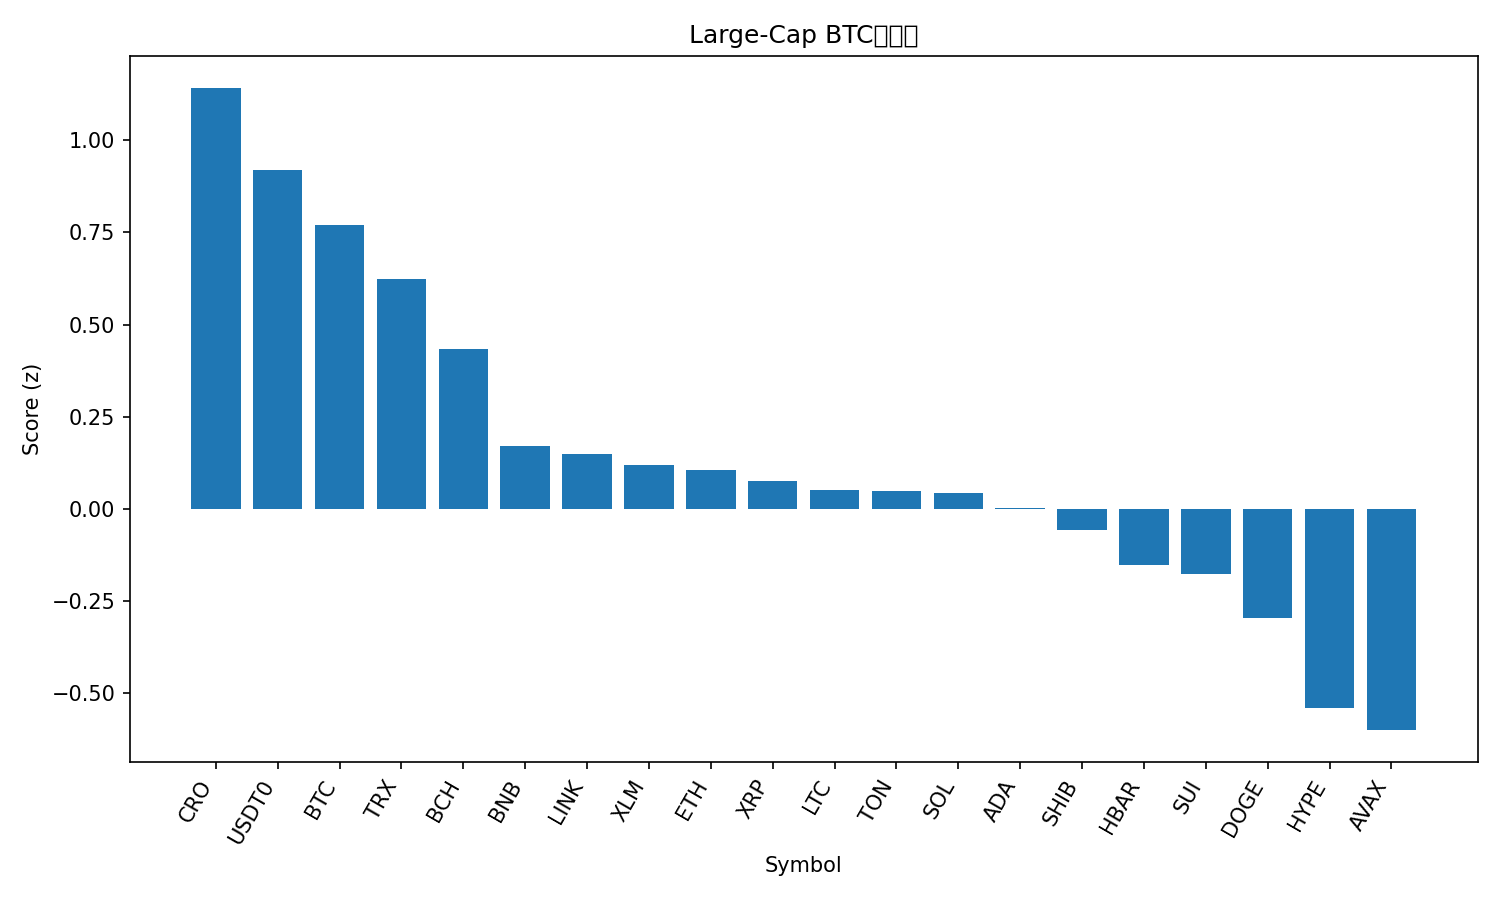 Large-Cap BTC
Score (z)
1.00
0.75
0.50
0.25
0.00
−0.25
−0.50
CRO
USDT0
BTC
TRX
BCH
BNB
LINK
XLM
ETH
XRP
LTC
TON
SOL
ADA
SHIB
HBAR
SUI
DOGE
HYPE
AVAX
Symbol